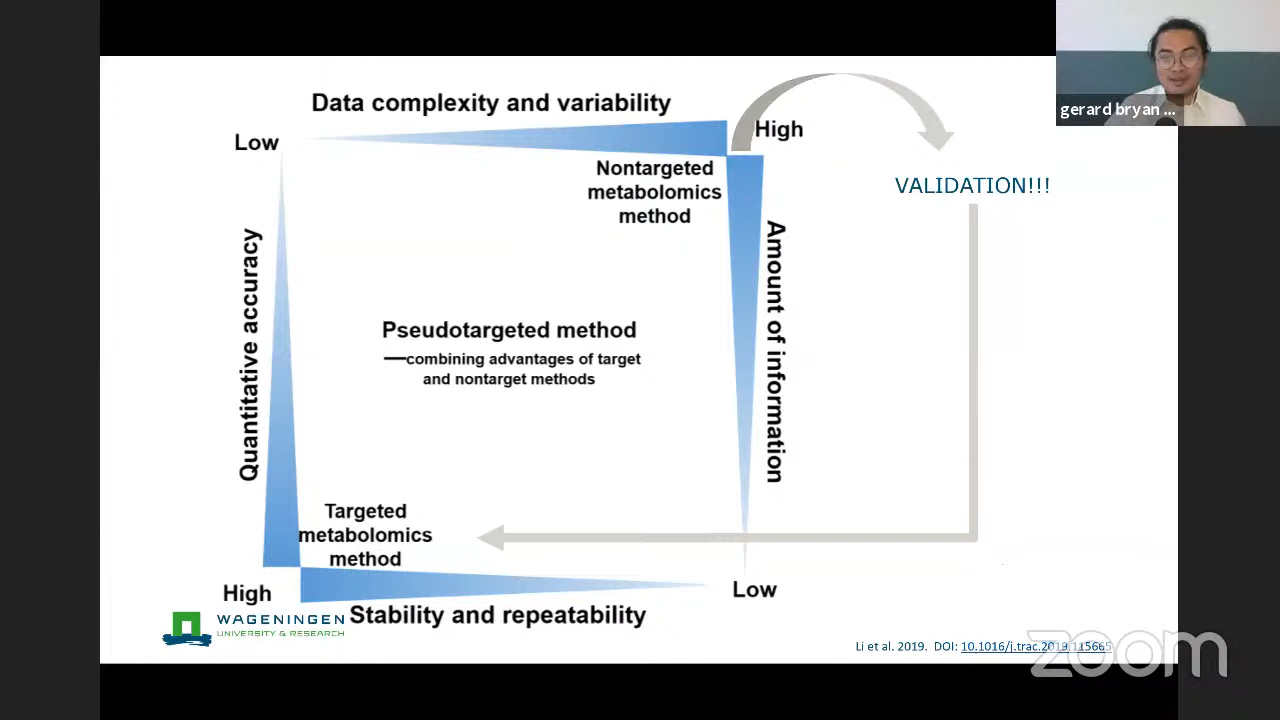 gerard bryan ...
Data complexity and variability
Low
High
Nontargeted
metabolomics
method
VALIDATION!!!
Quantitative accuracy
Amount of information
Pseudotargeted method
—combining advantages of target
and nontarget methods
Targeted
metabolomics
method
High
Low
Stability and repeatability
WAGENINGEN
UNIVERSITY & RESEARCH
Li et al. 2019. DOI: 10.1016/j.trac.2019.115665
zoom